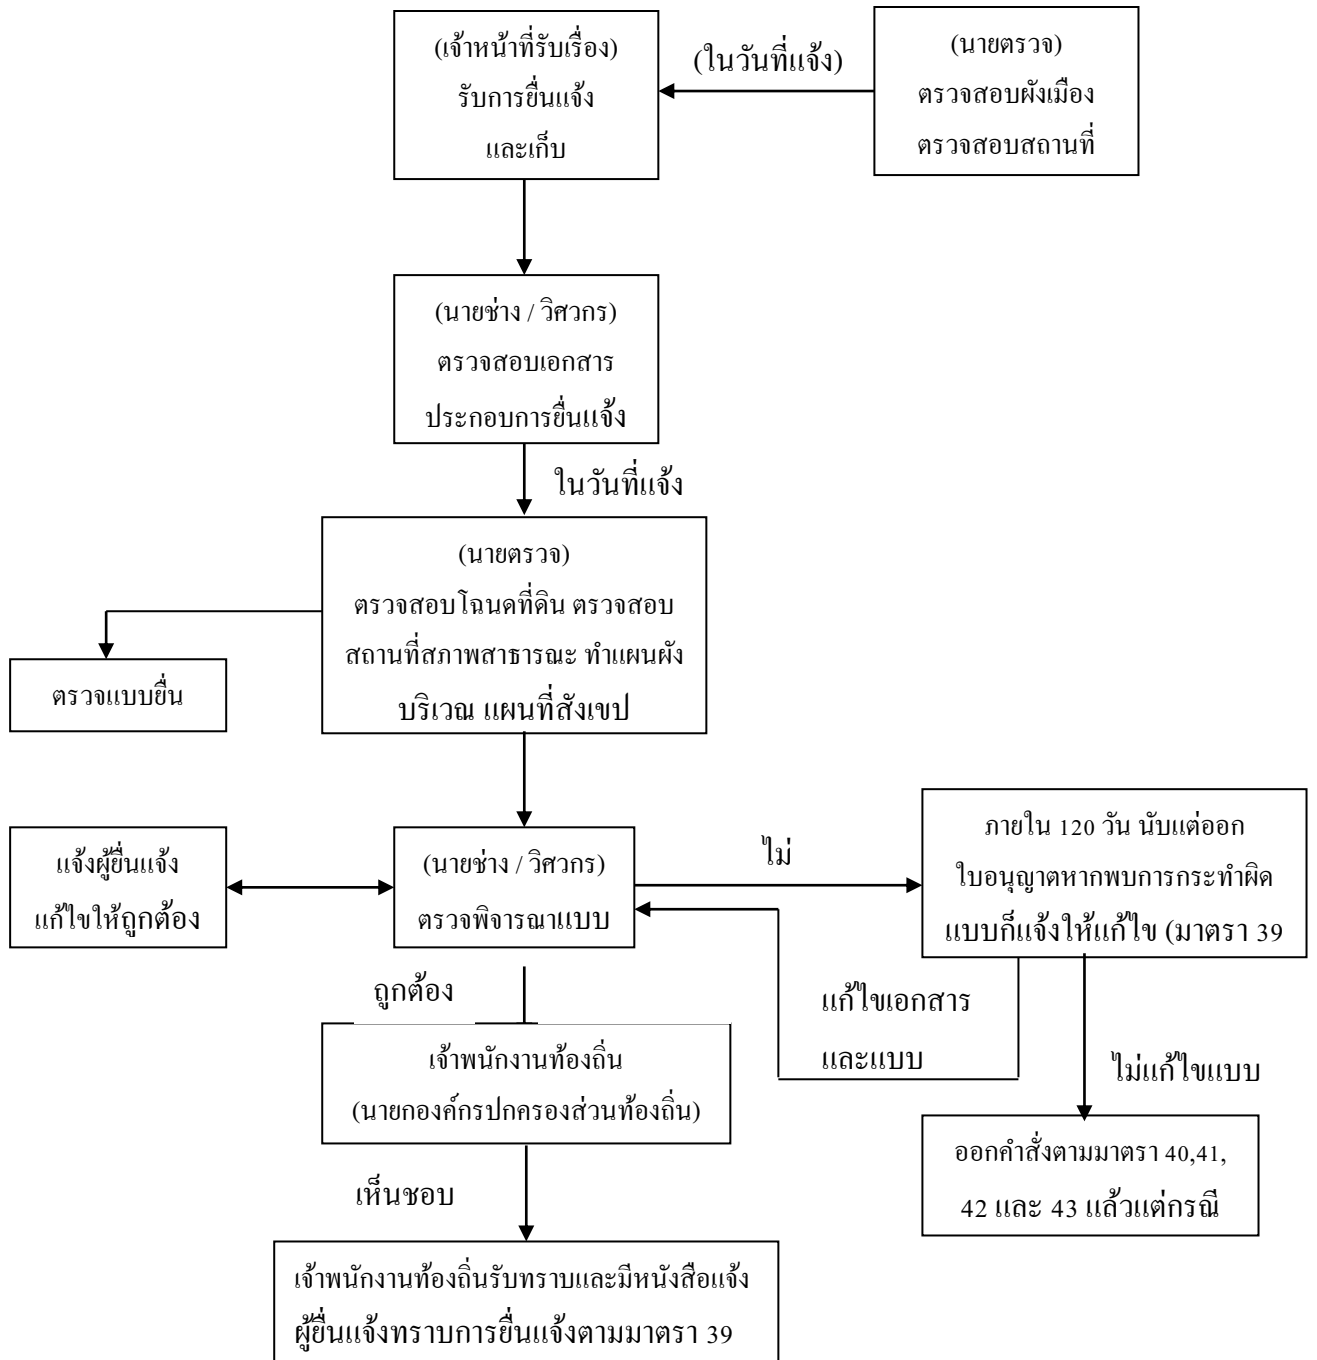 (เจ้าหน้าที่รับเรื่อง)
รับการยื่นแจ้ง
และเก็บ
(ในวันที่แจ้ง)
(นายตรวจ)
ตรวจสอบผังเมือง
ตรวจสอบสถานที่
(นายช่าง / วิศวกร)
ตรวจสอบเอกสาร
ประกอบการยื่นแจ้ง
ในวันที่แจ้ง
(นายตรวจ)
ตรวจสอบโฉนดที่ดิน ตรวจสอบ
สถานที่สภาพสาธารณะ ทำแผนผัง
บริเวณ แผนที่สังเขป
ตรวจแบบยื่น
แจ้งผู้ยื่นแจ้ง
แก้ไขให้ถูกต้อง
(นายช่าง / วิศวกร)
ตรวจพิจารณาแบบ
ไม่
ภายใน 120 วัน นับแต่ออก
ใบอนุญาตหากพบการกระทำผิด
แบบก็แจ้งให้แก้ไข (มาตรา 39
ถูกต้อง
แก้ไขเอกสาร
และแบบ
ไม่แก้ไขแบบ
เจ้าพนักงานท้องถิ่น
(นายกองค์กรปกครองส่วนท้องถิ่น)
ออกคำสั่งตามมาตรา 40,41,
42 และ 43 แล้วแต่กรณี
เห็นชอบ
เจ้าพนักงานท้องถิ่นรับทราบและมีหนังสือแจ้ง
ผู้ยื่นแจ้งทราบการยื่นแจ้งตามมาตรา 39